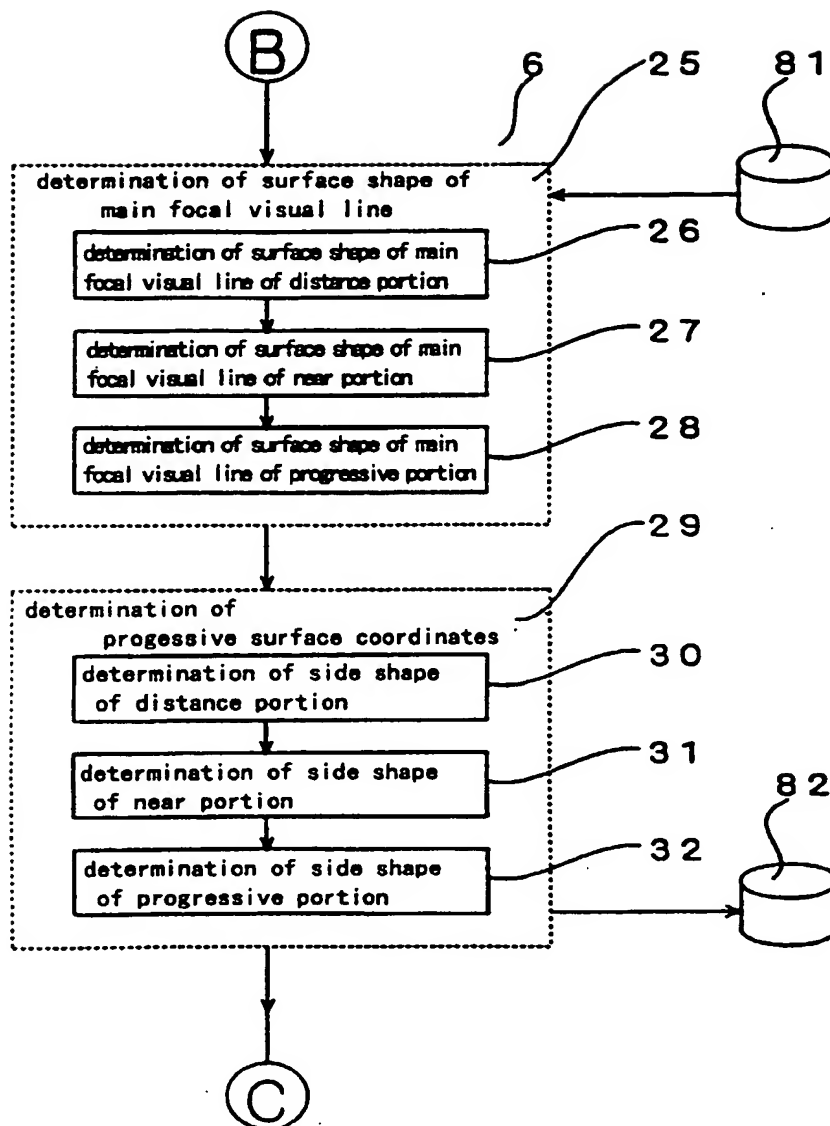 B
6
25
81
determination of surface shape of
main focal visual line
determination of surface shape of main
focal visual line of distance portion
26
determination of surface shape of main
focal visual line of near portion
27
determination of surface shape of main
focal visual line of progressive portion
28
29
determination of
progessive surface coordinates
determination of side shape
of distance portion
30
determination of side shape
of near portion
31
82
determination of side shape
of progressive portion
32
C